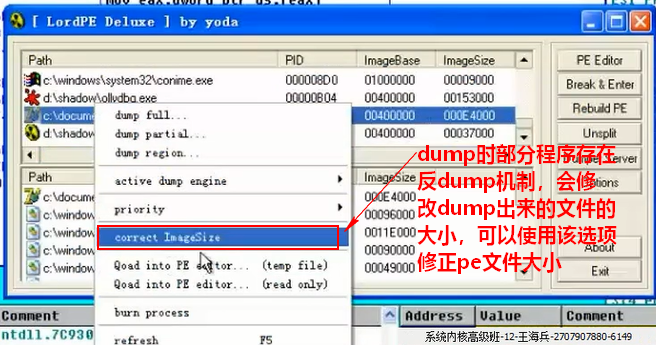 mov eax,dword ptr ds:[eax]
[ LordPE Deluxe ] by yoda
Path PID ImageBase ImageSize
c:\windows\system32\conime.exe 000008D0 01000000 00009000
d:\shadow\ollydbg.exe 00000B04 00400000 00153000
c:\docume 00400000 000E4000
d:\shadow 00400000 00037000
PE Editor
Break & Enter
Rebuild PE
Unsplit
Dumper Server
Options
About
Exit
dump full...
dump partial...
dump region...
active dump engine
priority
correct ImageSize
Qoad into PE editor... (temp file)
Qoad into PE editor... (read only)
burn process
refresh F5
Path ImageSize
c:\docume 000E4000
c:\window 00096000
c:\window 0011E000
c:\window 00090000
c:\window 00049000
dump时部分程序存在
反dump机制，会修
改dump出来的文件的
大小，可以使用该选项
修正pe文件大小
Comment Address Value Comment
ntdll.7C930
系统内核高级班-12-王海兵-2707907880-6149